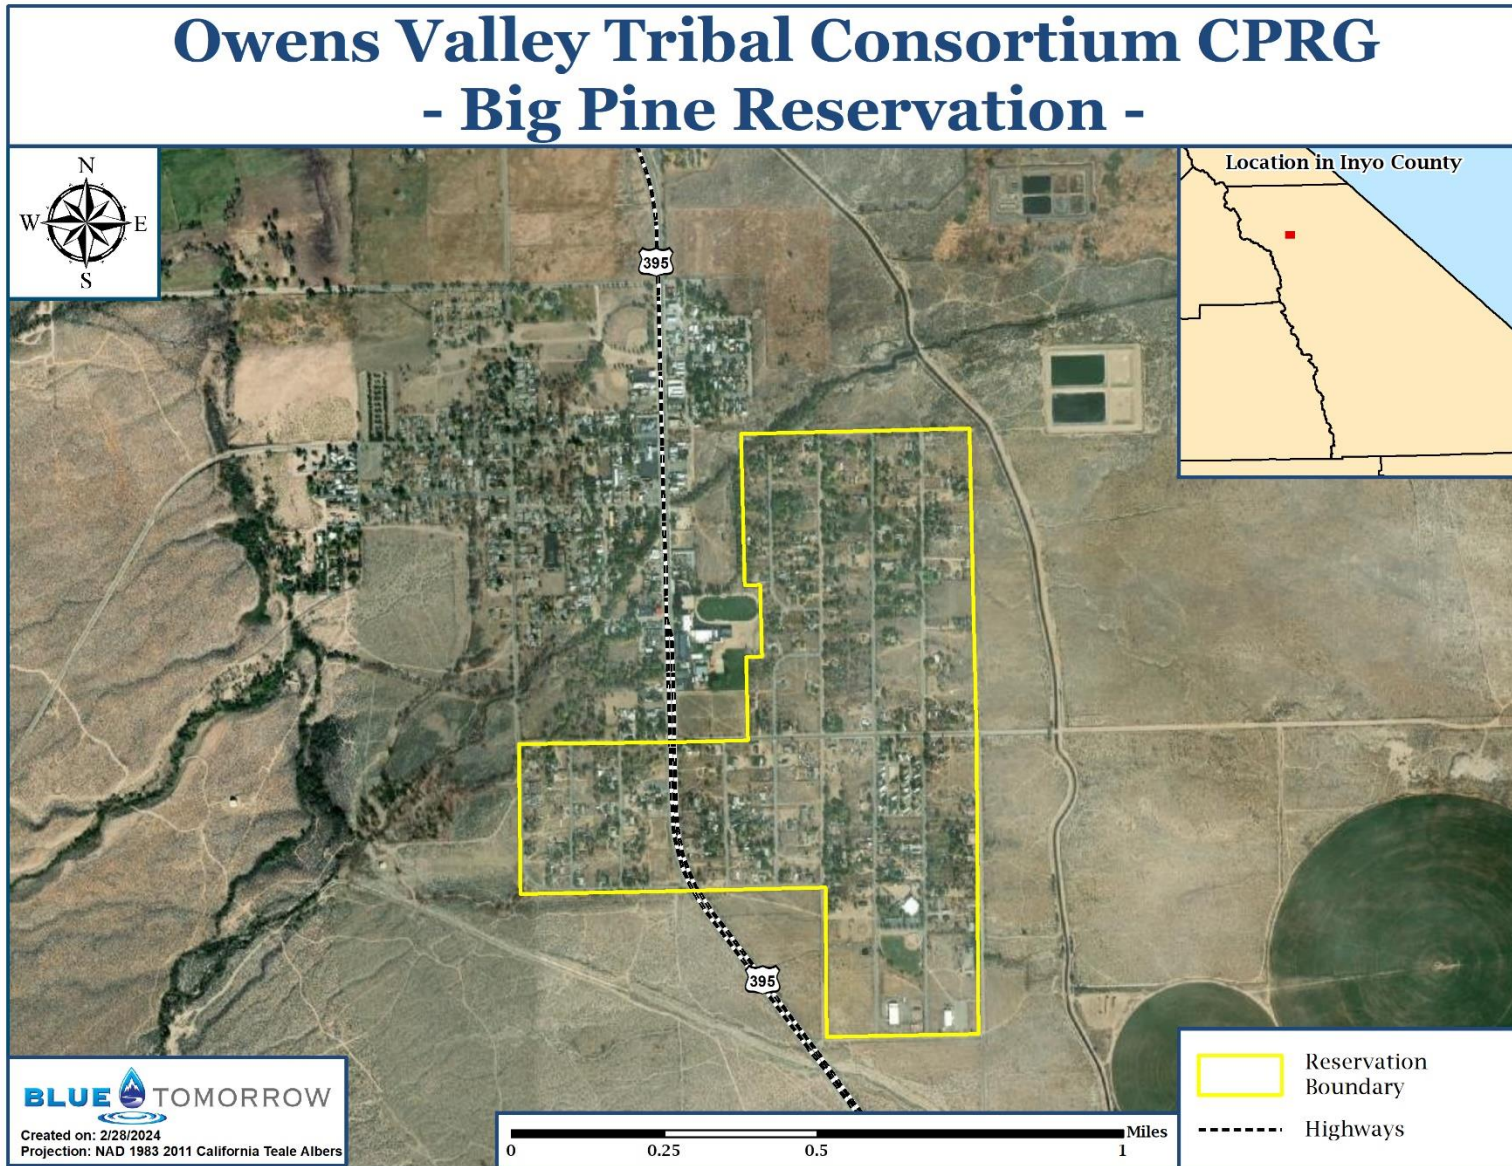 Owens Valley Tribal Consortium CPRG
- Big Pine Reservation -
N
W E
S
Location in Inyo County
395
395
BLUE TOMORROW
Created on: 2/28/2024
Projection: NAD 1983 2011 California Teale Albers
Miles
0 0.25 0.5 1
Reservation
Boundary
Highways